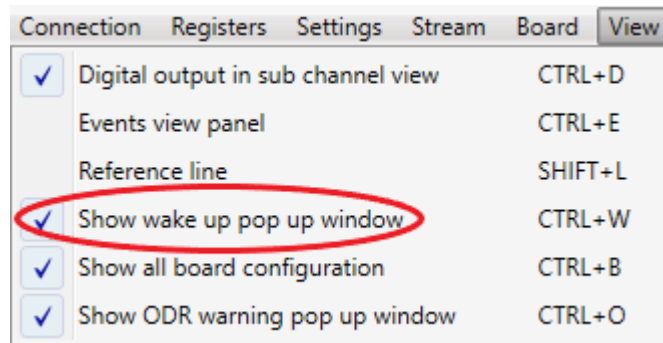 Connection Registers Settings Stream Board View
Digital output in sub channel view CTRL+D
Events view panel CTRL+E
Reference line SHIFT+L
Show wake up pop up window CTRL+W
Show all board configuration CTRL+B
Show ODR warning pop up window CTRL+O